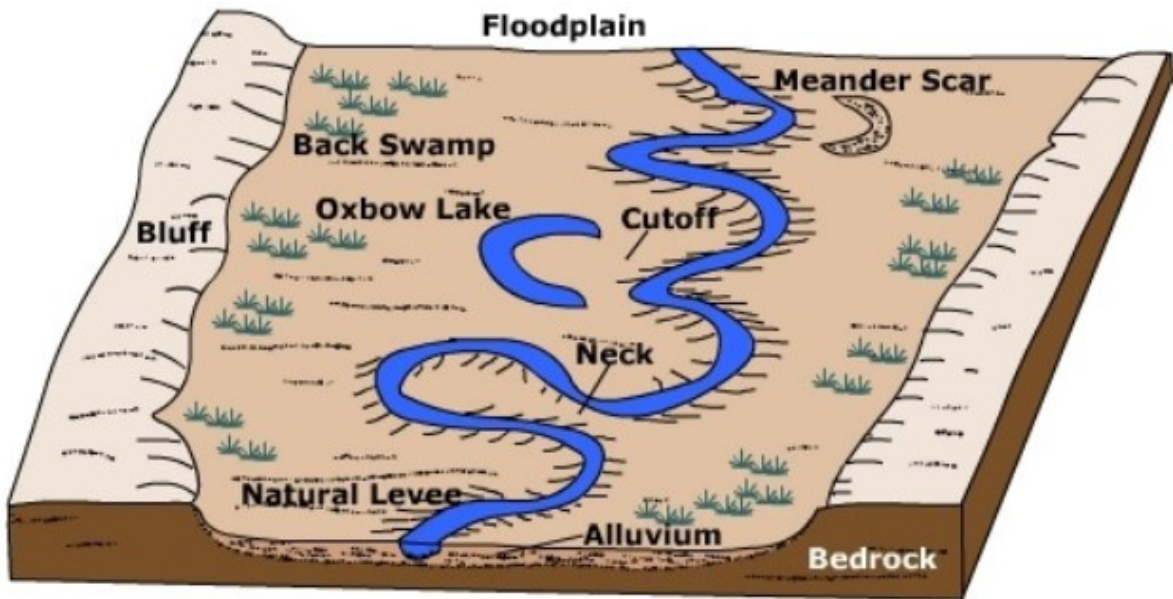 Floodplain
Meander Scar
Back Swamp
Oxbow Lake
Cutoff
Bluff
Neck
Natural Levee
Alluvium
Bedrock